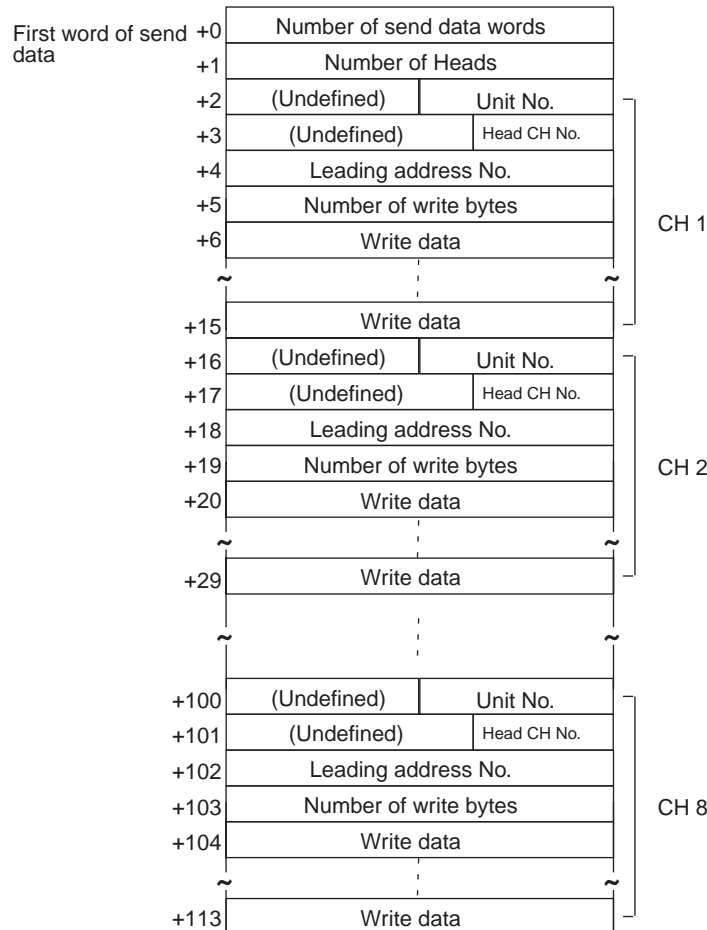 First word of send
data
+0 Number of send data words
+1 Number of Heads
+2 (Undefined) Unit No.
+3 (Undefined) Head CH No.
+4 Leading address No.
+5 Number of write bytes
+6 Write data
CH 1
~ ~
+15 Write data
+16 (Undefined) Unit No.
+17 (Undefined) Head CH No.
+18 Leading address No.
+19 Number of write bytes
+20 Write data
CH 2
~ ~
+29 Write data
~ ~
+100 (Undefined) Unit No.
+101 (Undefined) Head CH No.
+102 Leading address No.
+103 Number of write bytes
+104 Write data
CH 8
~ ~
+113 Write data